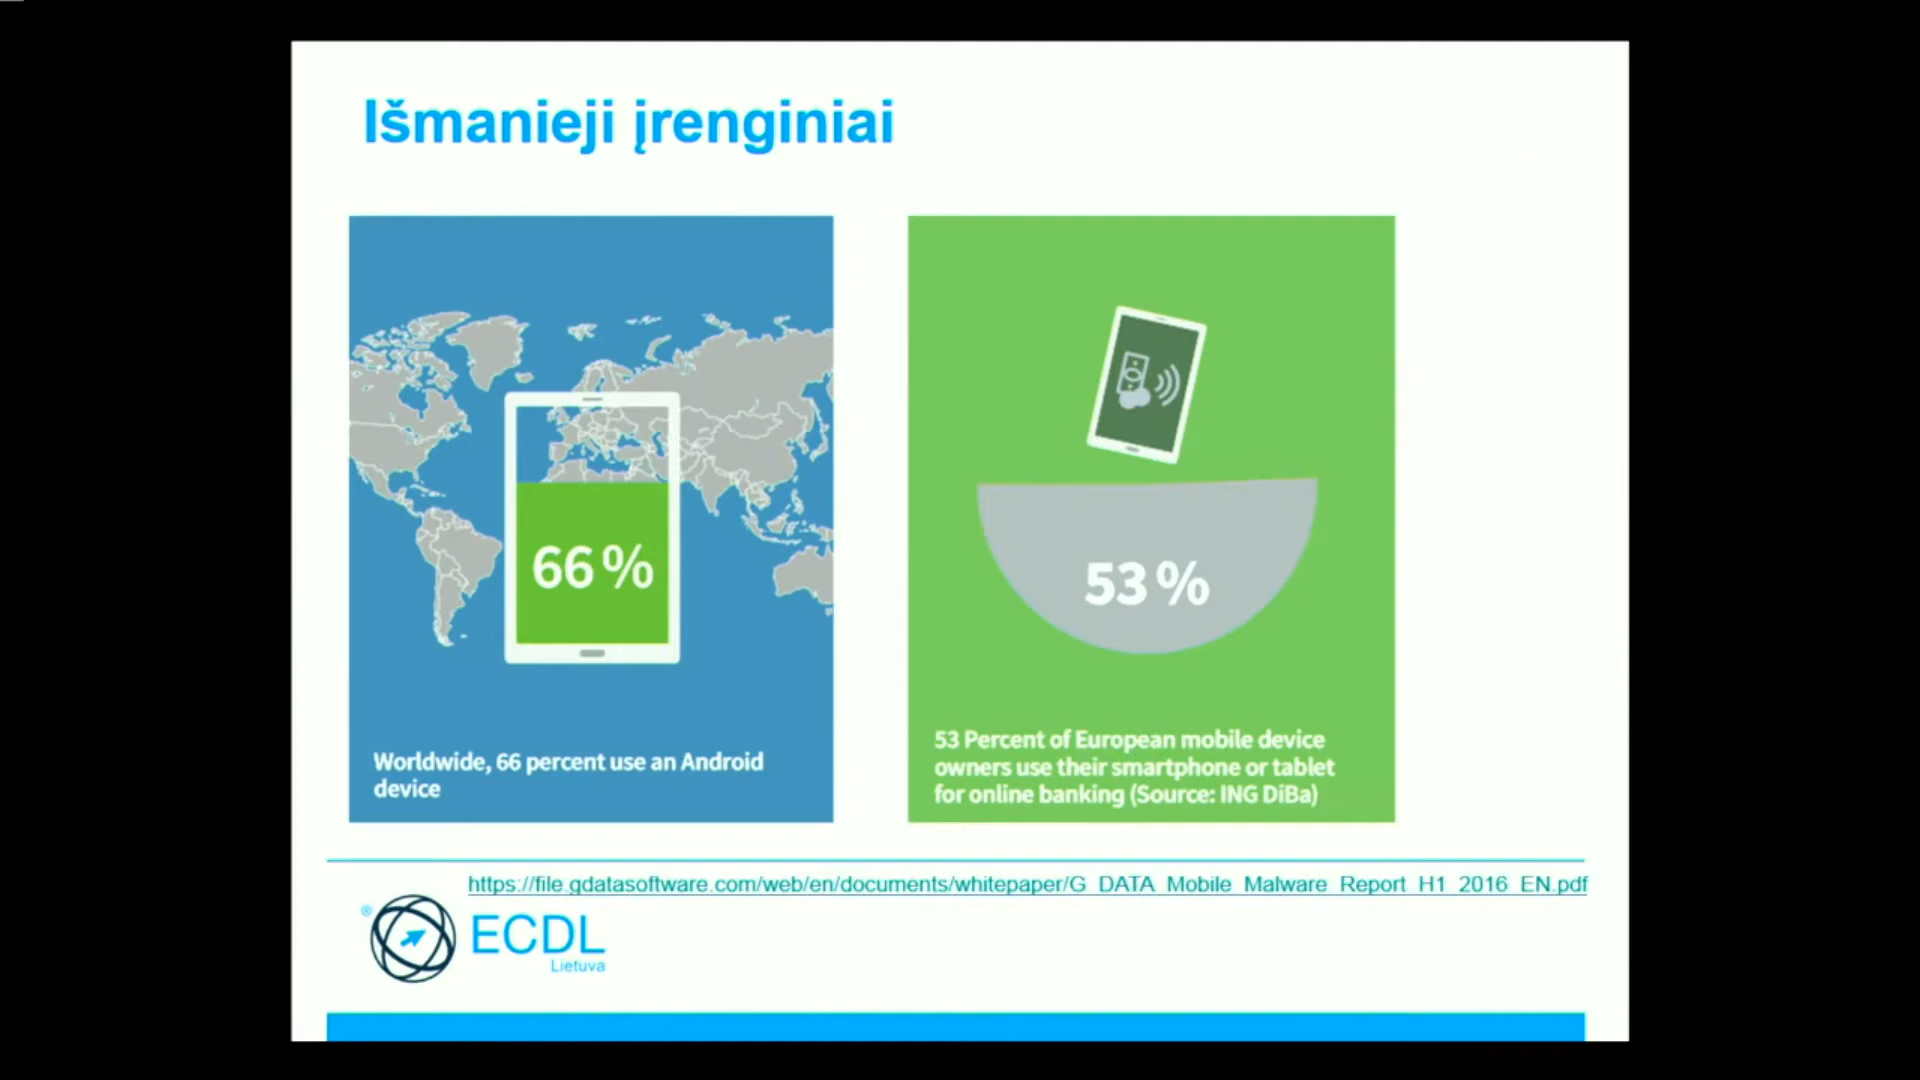 Išmanieji įrenginiai
66 %
Worldwide, 66 percent use an Android
device
53 %
53 Percent of European mobile device
owners use their smartphone or tablet
for online banking (Source: ING DiBa)
https://file.gdatasoftware.com/web/en/documents/whitepaper/G_DATA_Mobile_Malware_Report_H1_2016_EN.pdf
® ECDL
Lietuva